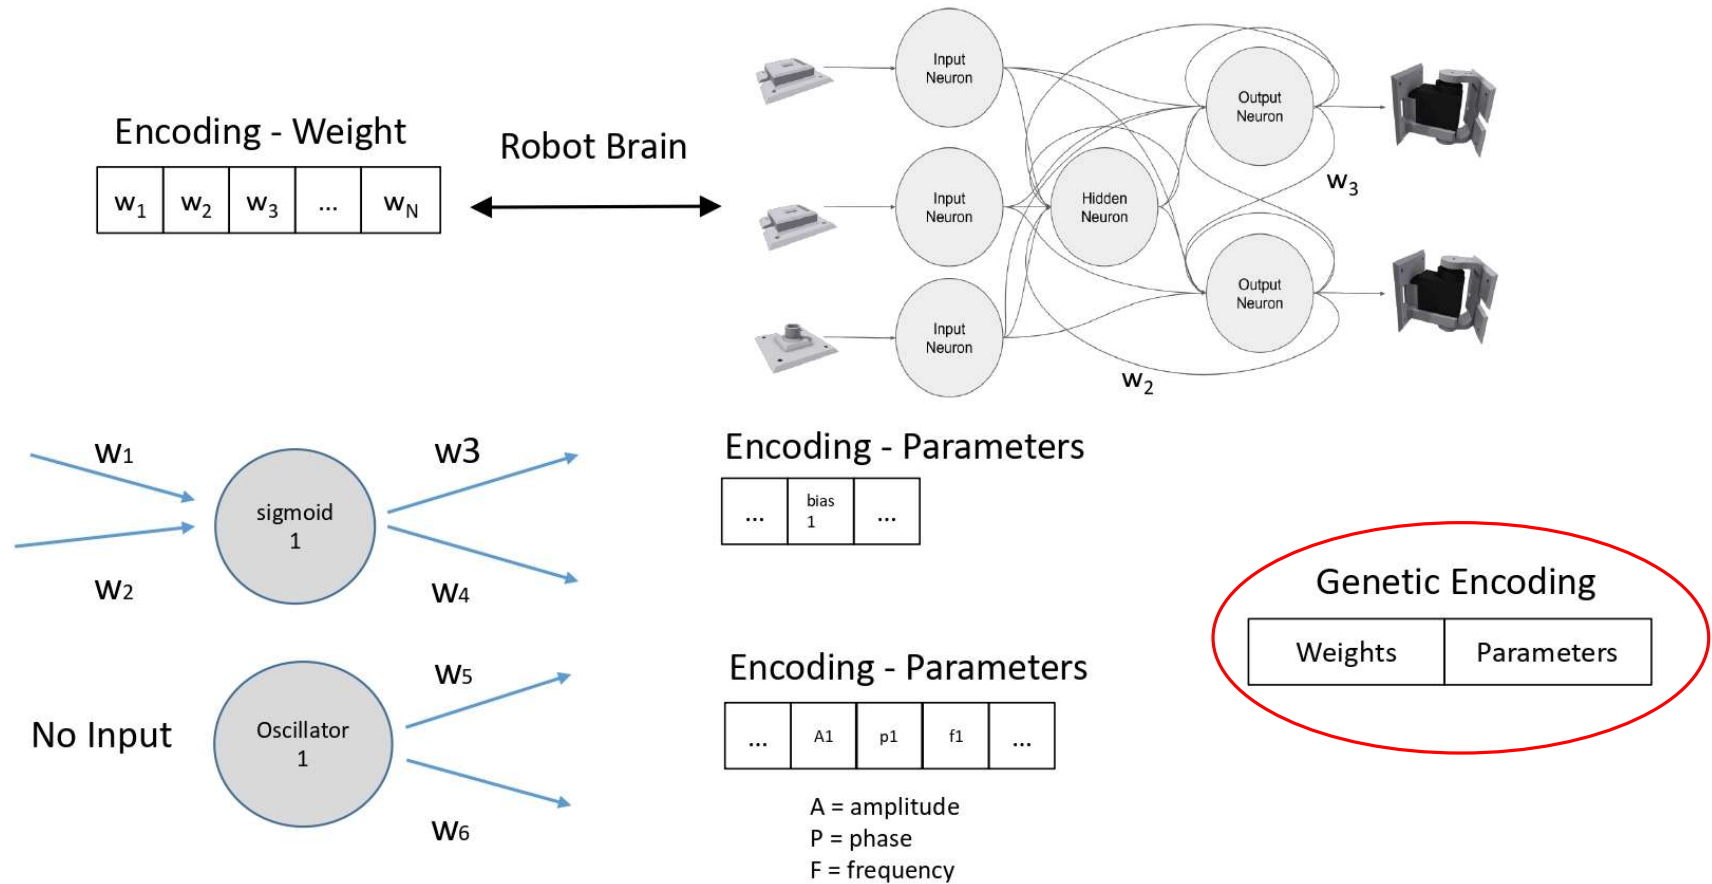 Encoding - Weight
w1 w2 w3 ... wN
Robot Brain
Input
Neuron
Input
Neuron
Input
Neuron
Hidden
Neuron
Output
Neuron
Output
Neuron
w3
w2
w1
w2
sigmoid
1
w3
w4
Encoding - Parameters
... bias
1 ...
No Input
Oscillator
1
w5
w6
Encoding - Parameters
... A1 p1 f1 ...
A = amplitude
P = phase
F = frequency
Genetic Encoding
Weights Parameters